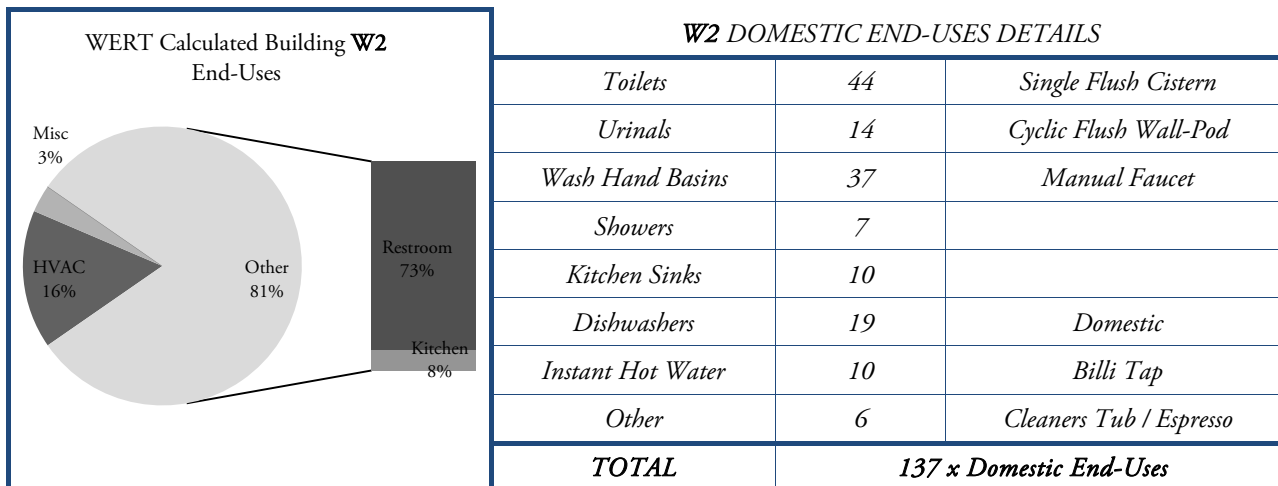 WERT Calculated Building W2
End-Uses
Misc
3%
HVAC
16%
Other
81%
Restroom
73%
Kitchen
8%
W2 DOMESTIC END-USES DETAILS
Toilets 44 Single Flush Cistern
Urinals 14 Cyclic Flush Wall-Pod
Wash Hand Basins 37 Manual Faucet
Showers 7
Kitchen Sinks 10
Dishwashers 19 Domestic
Instant Hot Water 10 Billi Tap
Other 6 Cleaners Tub / Espresso
TOTAL 137 x Domestic End-Uses